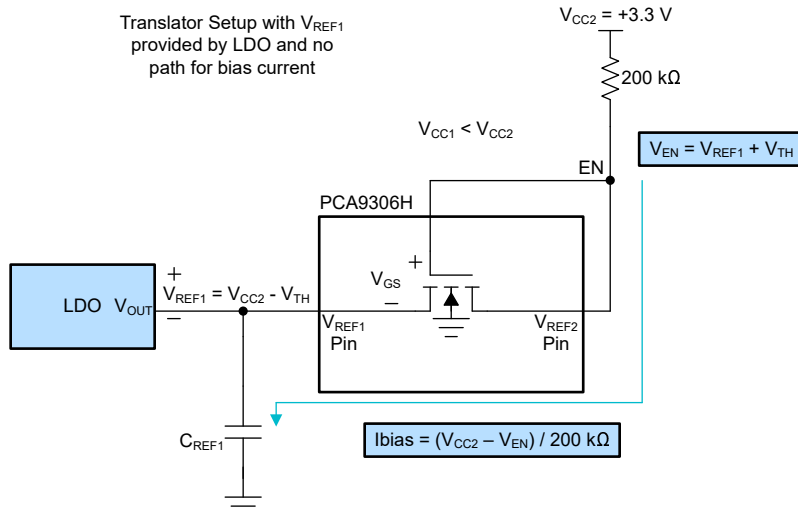 Translator Setup with VREF1
provided by LDO and no
path for bias current
VCC2 = +3.3 V
200 kΩ
VCC1 < VCC2
VEN = VREF1 + VTH
EN
PCA9306H
+
VGS
–
LDO VOUT
+
VREF1 = VCC2 - VTH
–
VREF1
Pin
VREF2
Pin
CREF1
Ibias = (VCC2 – VEN) / 200 kΩ